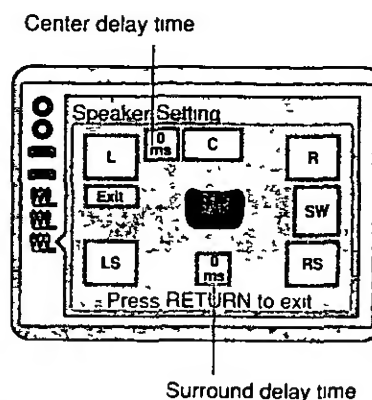 Center delay time
Speaker Setting
L
0
ms
C
R
Exit
SW
LS
0
ms
RS
Press RETURN to exit
Surround delay time